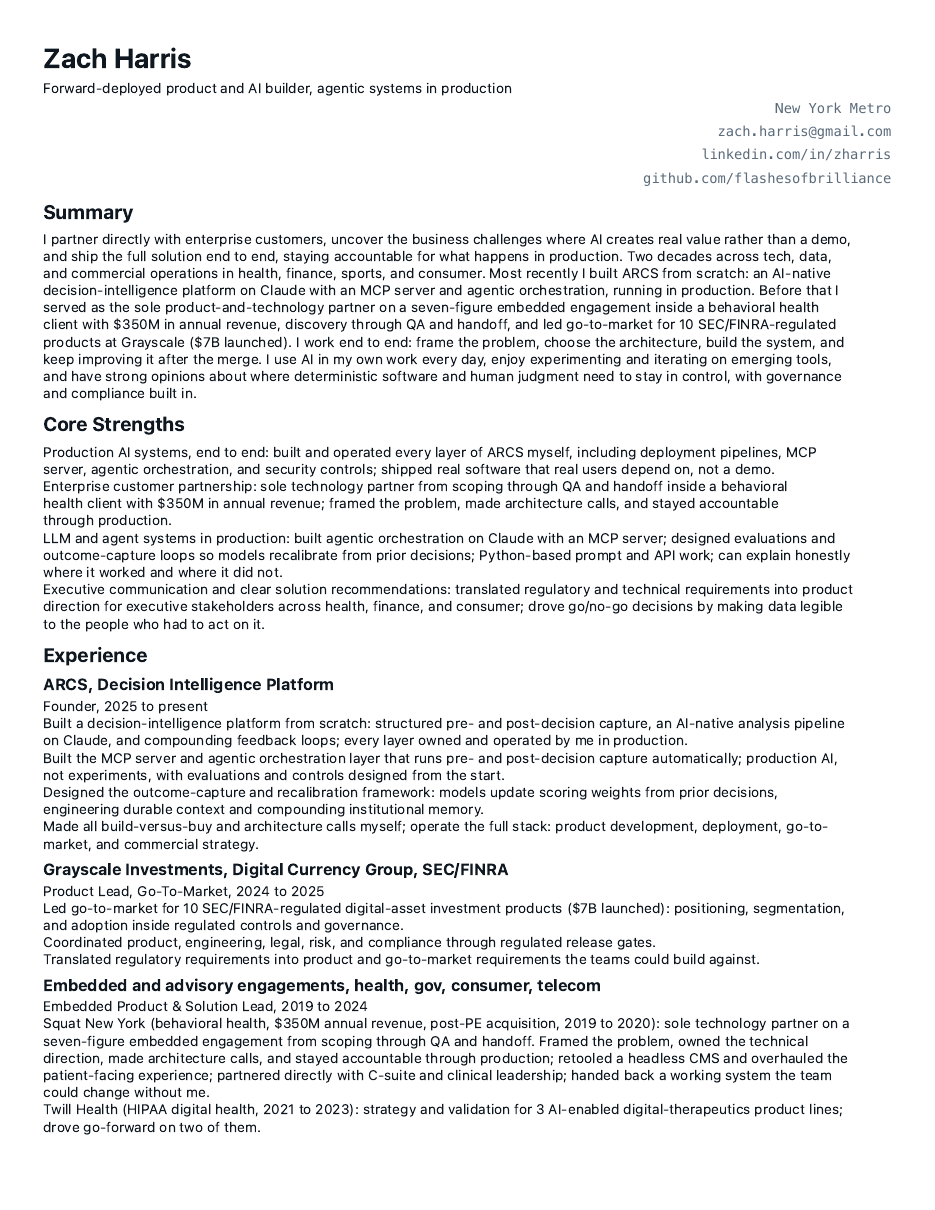 Zach Harris
Forward-deployed product and AI builder, agentic systems in production
New York Metro
zach.harris@gmail.com
linkedin.com/in/zharris
github.com/flashesofbrilliance
Summary
I partner directly with enterprise customers, uncover the business challenges where AI creates real value rather than a demo,
and ship the full solution end to end, staying accountable for what happens in production. Two decades across tech, data,
and commercial operations in health, finance, sports, and consumer. Most recently I built ARCS from scratch: an AI-native
decision-intelligence platform on Claude with an MCP server and agentic orchestration, running in production. Before that I
served as the sole product-and-technology partner on a seven-figure embedded engagement inside a behavioral health
client with $350M in annual revenue, discovery through QA and handoff, and led go-to-market for 10 SEC/FINRA-regulated
products at Grayscale ($7B launched). I work end to end: frame the problem, choose the architecture, build the system, and
keep improving it after the merge. I use AI in my own work every day, enjoy experimenting and iterating on emerging tools,
and have strong opinions about where deterministic software and human judgment need to stay in control, with governance
and compliance built in.
Core Strengths
Production AI systems, end to end: built and operated every layer of ARCS myself, including deployment pipelines, MCP
server, agentic orchestration, and security controls; shipped real software that real users depend on, not a demo.
Enterprise customer partnership: sole technology partner from scoping through QA and handoff inside a behavioral
health client with $350M in annual revenue; framed the problem, made architecture calls, and stayed accountable
through production.
LLM and agent systems in production: built agentic orchestration on Claude with an MCP server; designed evaluations and
outcome-capture loops so models recalibrate from prior decisions; Python-based prompt and API work; can explain honestly
where it worked and where it did not.
Executive communication and clear solution recommendations: translated regulatory and technical requirements into product
direction for executive stakeholders across health, finance, and consumer; drove go/no-go decisions by making data legible
to the people who had to act on it.
Experience
ARCS, Decision Intelligence Platform
Founder, 2025 to present
Built a decision-intelligence platform from scratch: structured pre- and post-decision capture, an AI-native analysis pipeline
on Claude, and compounding feedback loops; every layer owned and operated by me in production.
Built the MCP server and agentic orchestration layer that runs pre- and post-decision capture automatically; production AI,
not experiments, with evaluations and controls designed from the start.
Designed the outcome-capture and recalibration framework: models update scoring weights from prior decisions,
engineering durable context and compounding institutional memory.
Made all build-versus-buy and architecture calls myself; operate the full stack: product development, deployment, go-to-
market, and commercial strategy.
Grayscale Investments, Digital Currency Group, SEC/FINRA
Product Lead, Go-To-Market, 2024 to 2025
Led go-to-market for 10 SEC/FINRA-regulated digital-asset investment products ($7B launched): positioning, segmentation,
and adoption inside regulated controls and governance.
Coordinated product, engineering, legal, risk, and compliance through regulated release gates.
Translated regulatory requirements into product and go-to-market requirements the teams could build against.
Embedded and advisory engagements, health, gov, consumer, telecom
Embedded Product & Solution Lead, 2019 to 2024
Squat New York (behavioral health, $350M annual revenue, post-PE acquisition, 2019 to 2020): sole technology partner on a
seven-figure embedded engagement from scoping through QA and handoff. Framed the problem, owned the technical
direction, made architecture calls, and stayed accountable through production; retooled a headless CMS and overhauled the
patient-facing experience; partnered directly with C-suite and clinical leadership; handed back a working system the team
could change without me.
Twill Health (HIPAA digital health, 2021 to 2023): strategy and validation for 3 AI-enabled digital-therapeutics product lines;
drove go-forward on two of them.